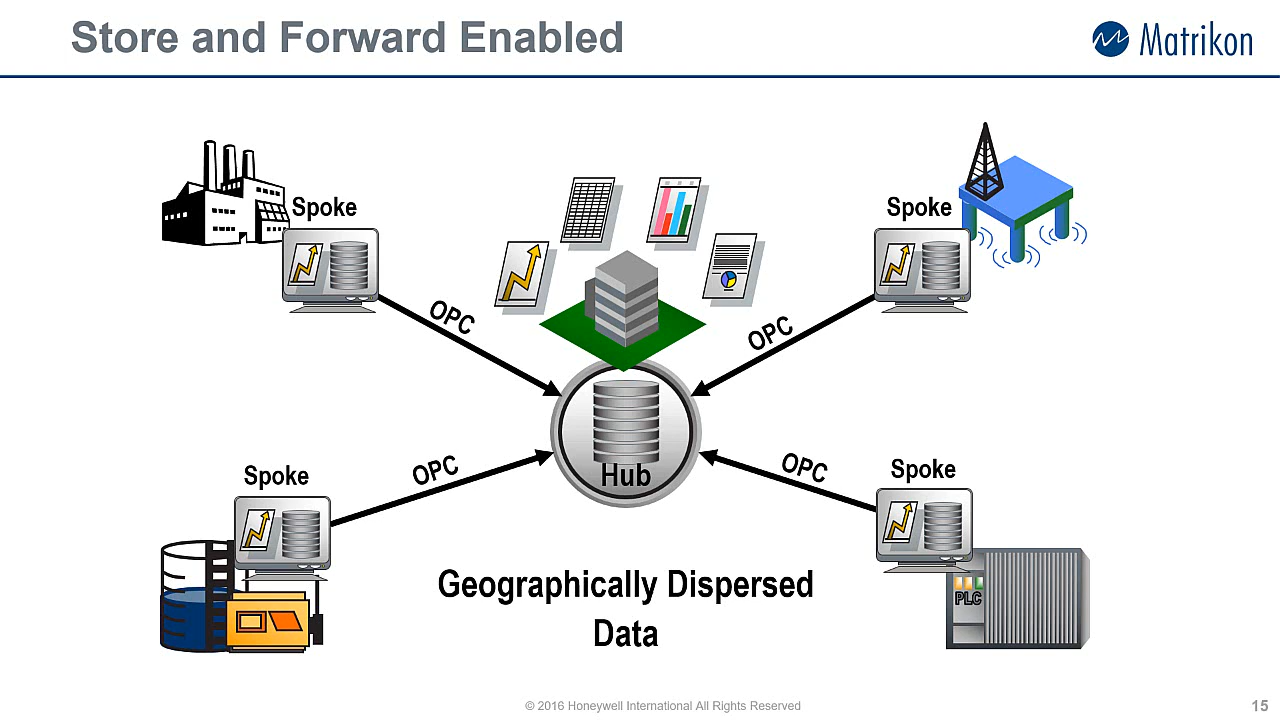 Store and Forward Enabled
Matrikon
Spoke
Spoke
OPC
OPC
Hub
Spoke
OPC
OPC
Spoke
PLC
Geographically Dispersed
Data
© 2016 Honeywell International All Rights Reserved
15